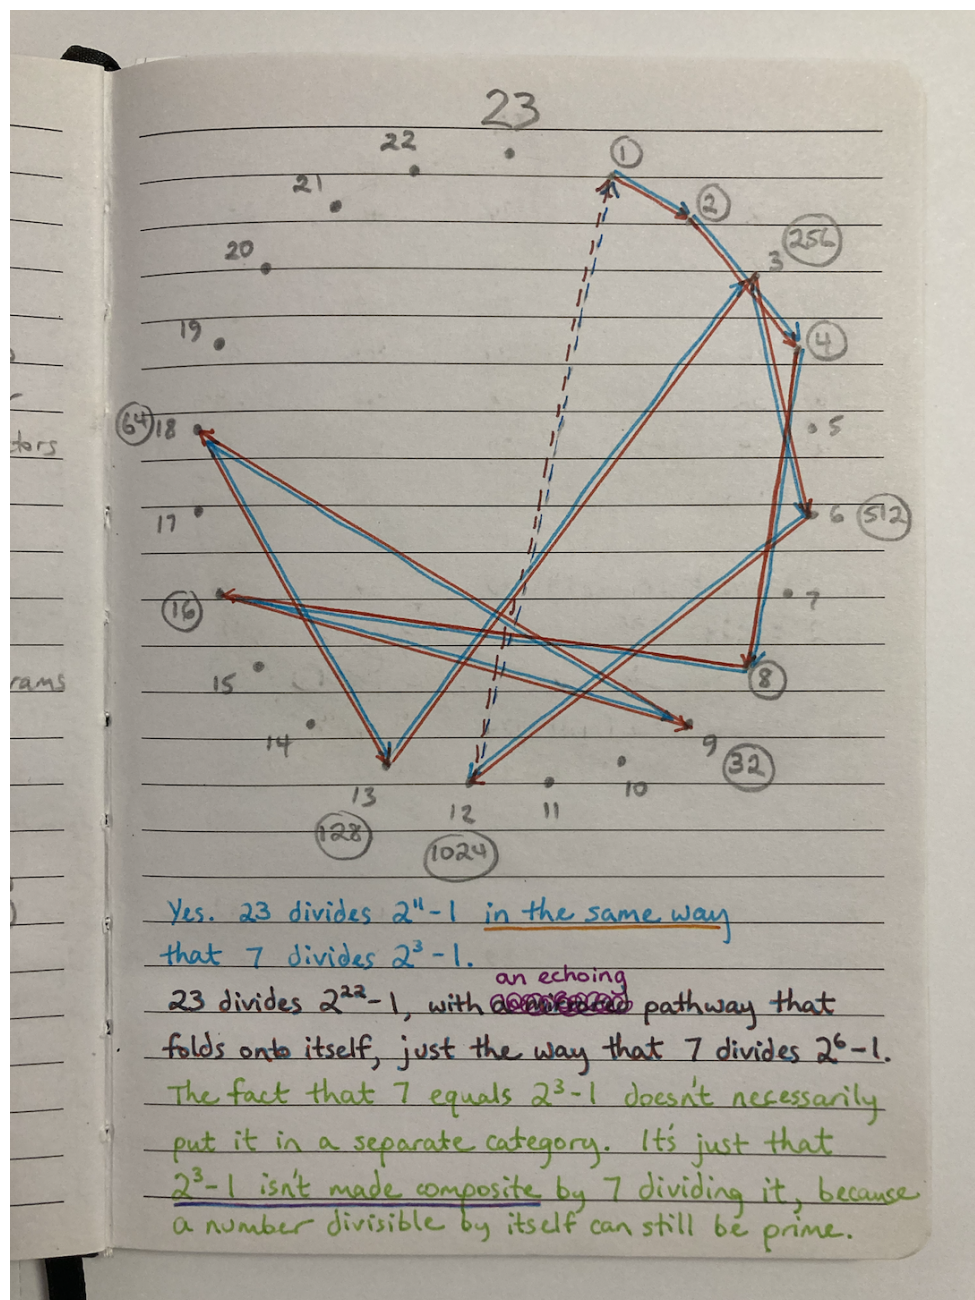 23
22
1
21
2
256
3
20
19
4
64 18
5
17
6 512
16
7
15
8
14
9
32
13
12
11
10
128
1024
tors
rams
Yes. 23 divides 2¹¹-1 in the same way
that 7 divides 2³-1.
an echoing
23 divides 2²²-1, with pathway that
folds onto itself, just the way that 7 divides 2⁶-1.
The fact that 7 equals 2³-1 doesn't necessarily
put it in a separate category. It's just that
2³-1 isn't made composite by 7 dividing it, because
a number divisible by itself can still be prime.